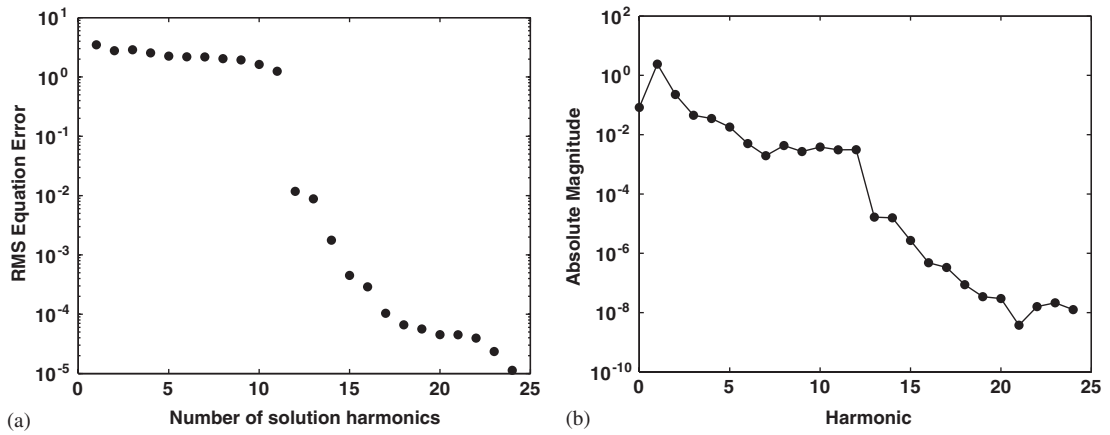 10^1
10^0
10^-1
10^-2
10^-3
10^-4
10^-5
RMS Equation Error
0 5 10 15 20 25
Number of solution harmonics
(a)
10^2
10^0
10^-2
10^-4
10^-6
10^-8
10^-10
Absolute Magnitude
0 5 10 15 20 25
Harmonic
(b)